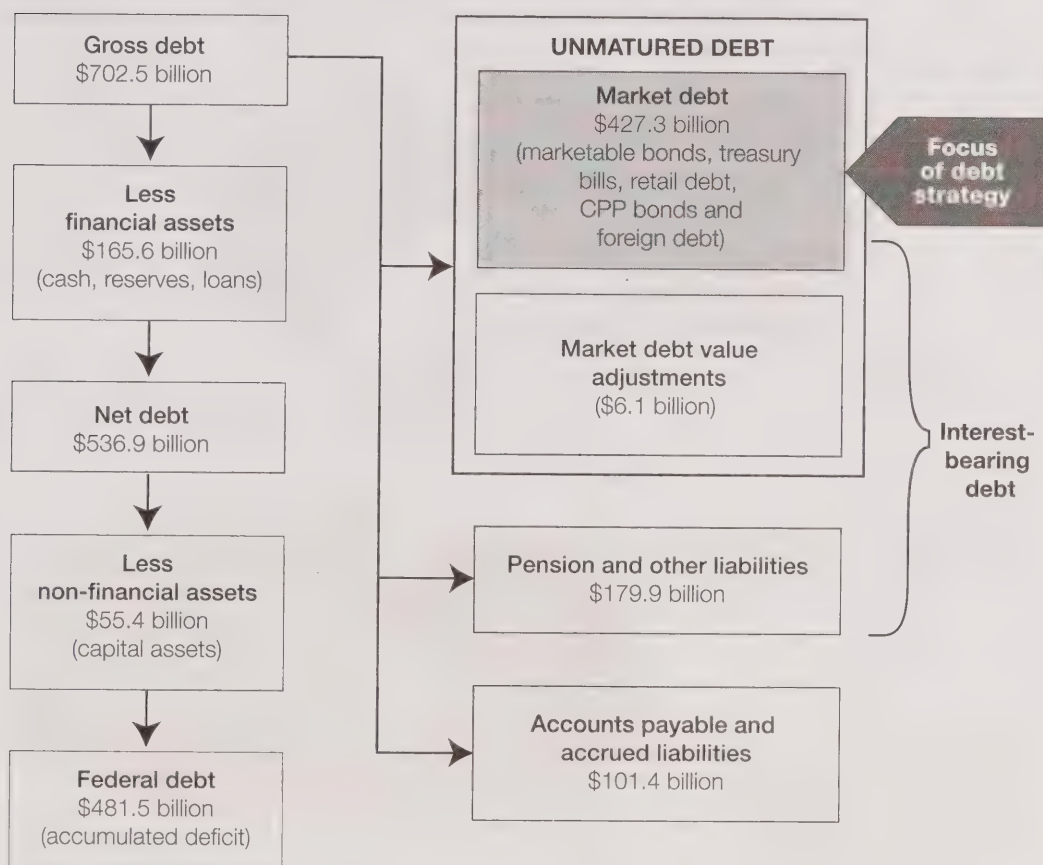 Gross debt
$702.5 billion
Less
financial assets
$165.6 billion
(cash, reserves, loans)
Net debt
$536.9 billion
Less
non-financial assets
$55.4 billion
(capital assets)
Federal debt
$481.5 billion
(accumulated deficit)
UNMATURED DEBT
Market debt
$427.3 billion
(marketable bonds, treasury
bills, retail debt,
CPP bonds and
foreign debt)
Focus
of debt
strategy
Market debt value
adjustments
($6.1 billion)
Interest-
bearing
debt
Pension and other liabilities
$179.9 billion
Accounts payable and
accrued liabilities
$101.4 billion